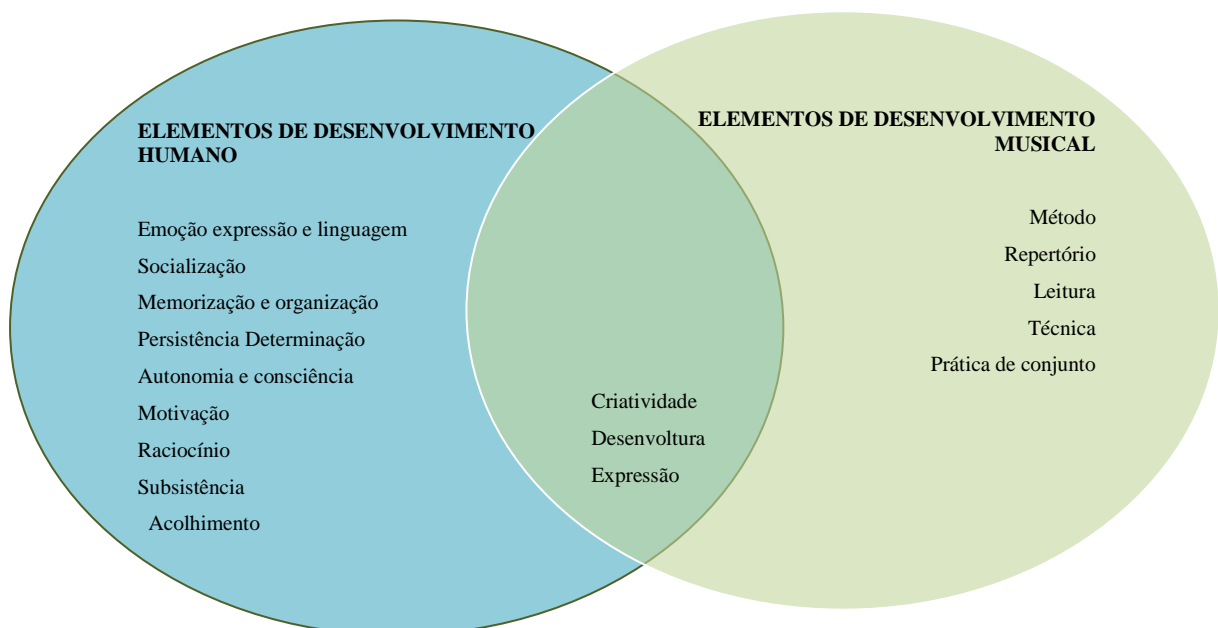 ELEMENTOS DE DESENVOLVIMENTO
HUMANO
Emoção expressão e linguagem
Socialização
Memorização e organização
Persistência Determinação
Autonomia e consciência
Motivação
Raciocínio
Subsistência
Acolhimento
Criatividade
Desenvoltura
Expressão
ELEMENTOS DE DESENVOLVIMENTO
MUSICAL
Método
Repertório
Leitura
Técnica
Prática de conjunto